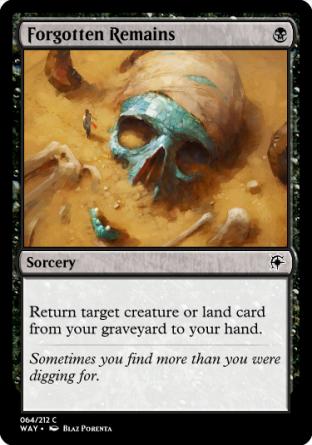 Forgotten Remains
Sorcery
Return target creature or land card
from your graveyard to your hand.
Sometimes you find more than you were
digging for.
064/212 C
WAY • BLAZ PORENTA